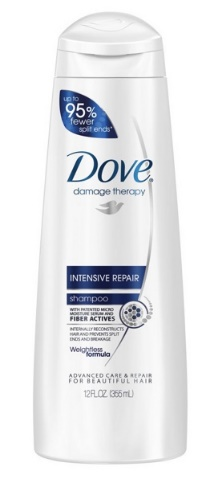 up to
95%
fewer
split ends*
Dove
damage therapy
INTENSIVE REPAIR
shampoo
WITH PATENTED MICRO
MOISTURE SERUM AND
FIBER ACTIVES
INTERNALLY RECONSTRUCTS
HAIR AND PREVENTS SPLIT
ENDS AND BREAKAGE
Weightless
formula
ADVANCED CARE & REPAIR
FOR BEAUTIFUL HAIR
12 FL OZ. (355 mL)